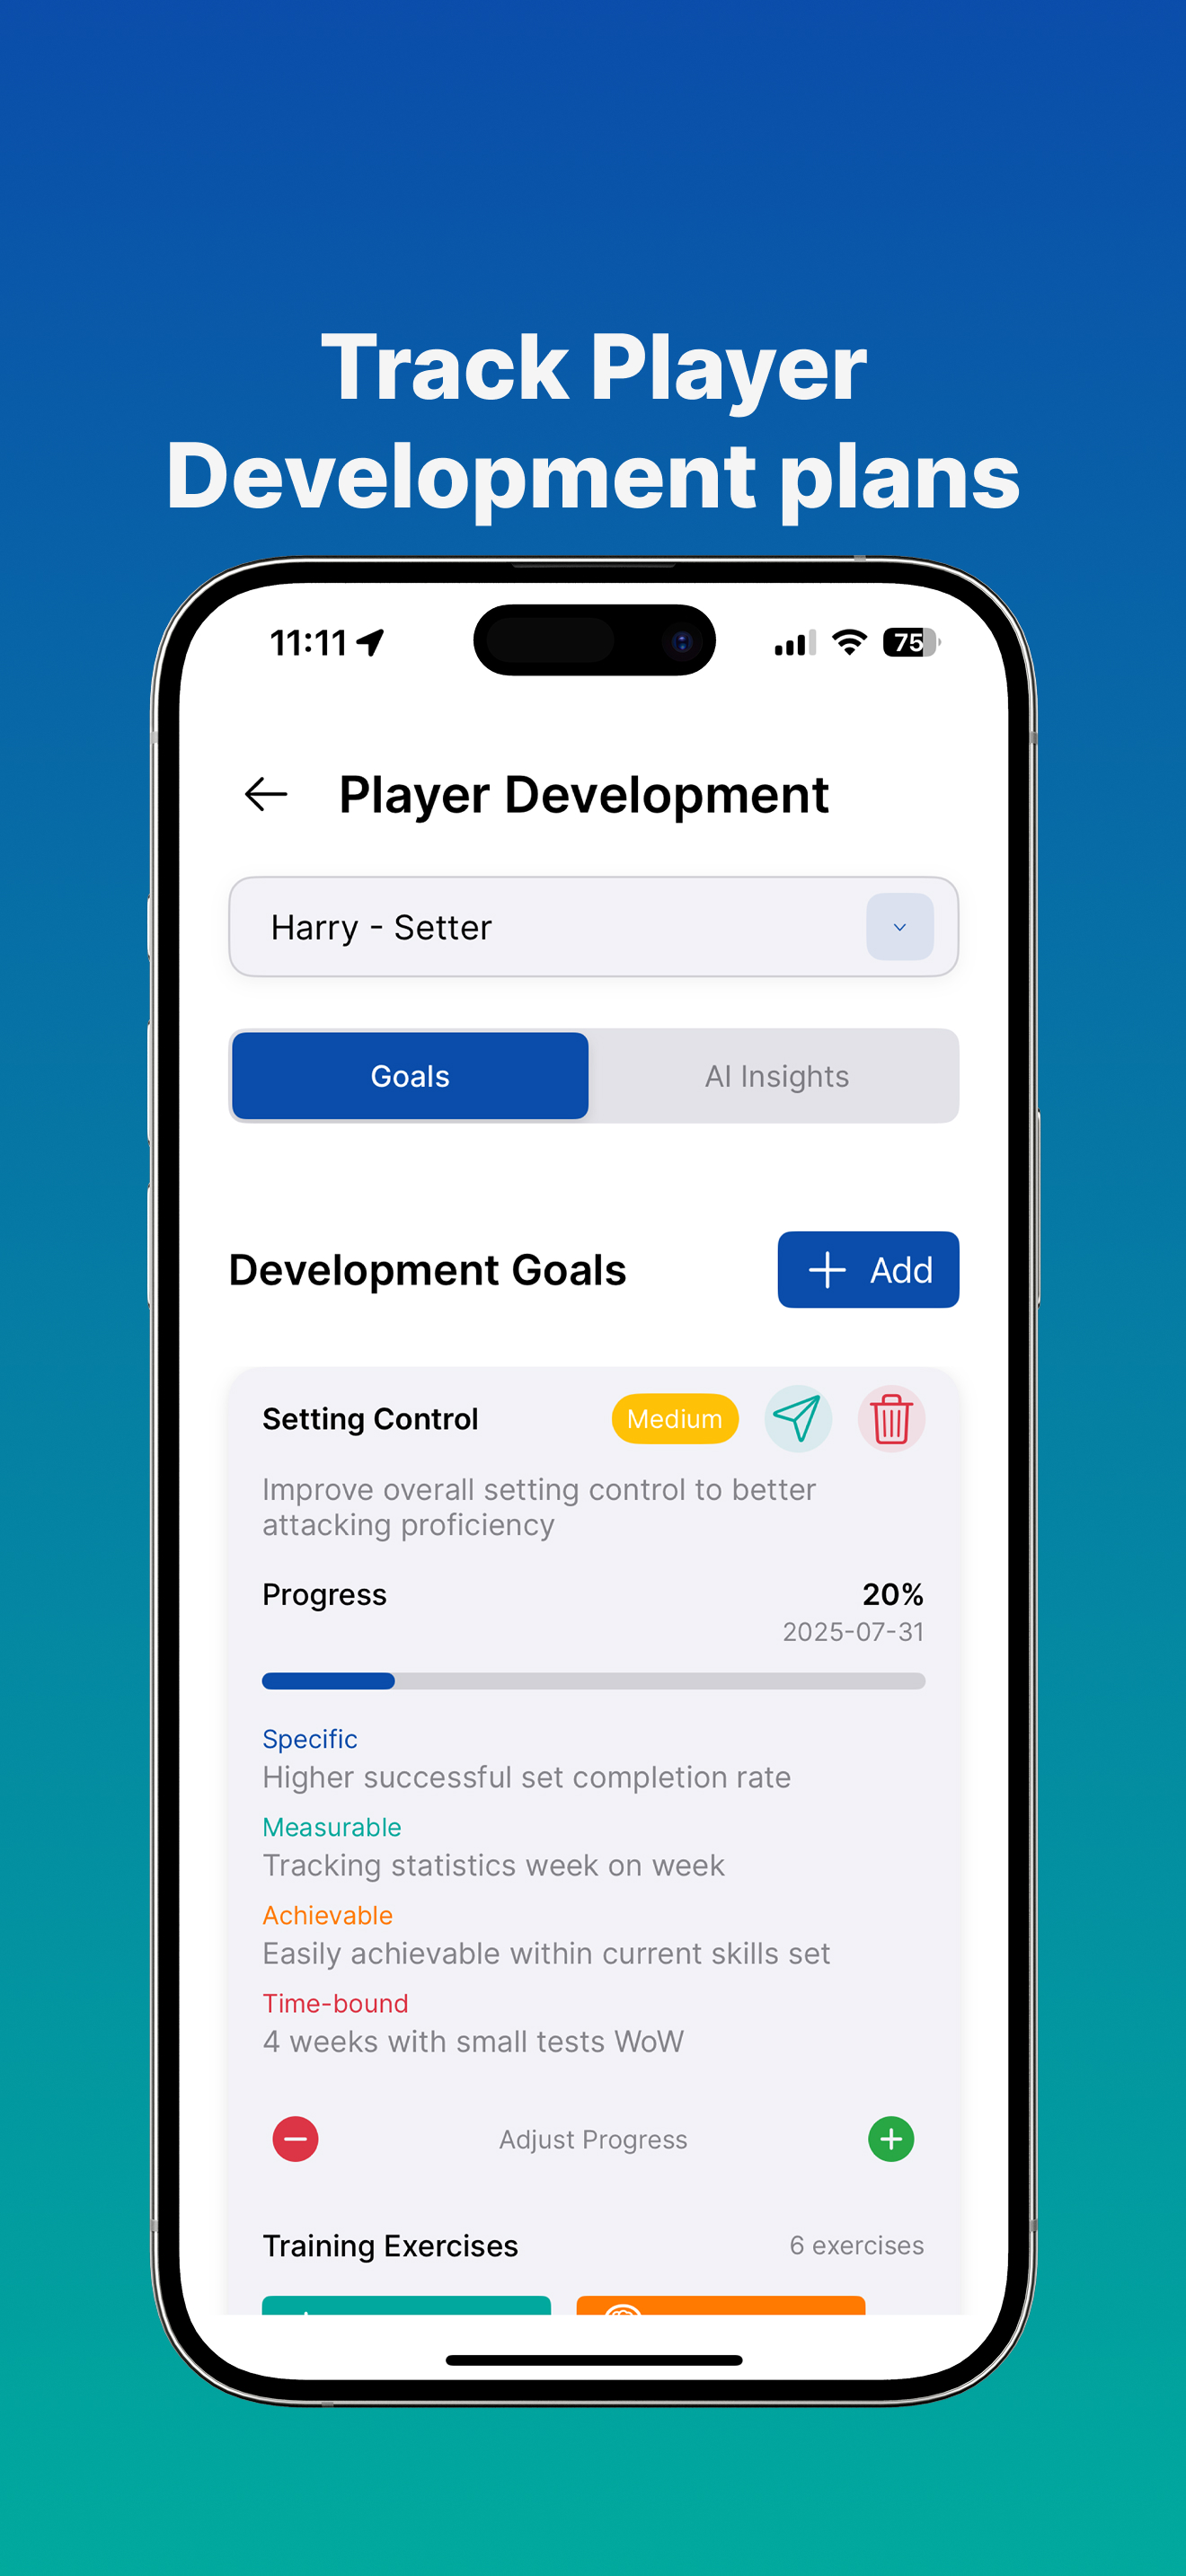 Track Player
Development plans
11:11
75
Player Development
Harry - Setter
Goals
AI Insights
Development Goals
Add
Setting Control
Medium
Improve overall setting control to better
attacking proficiency
Progress
20%
2025-07-31
Specific
Higher successful set completion rate
Measurable
Tracking statistics week on week
Achievable
Easily achievable within current skills set
Time-bound
4 weeks with small tests WoW
Adjust Progress
Training Exercises
6 exercises